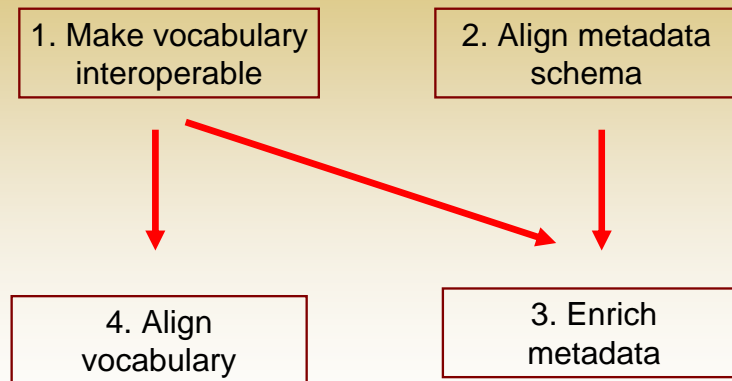 1. Make vocabulary
interoperable
2. Align metadata
schema
4. Align
vocabulary
3. Enrich
metadata